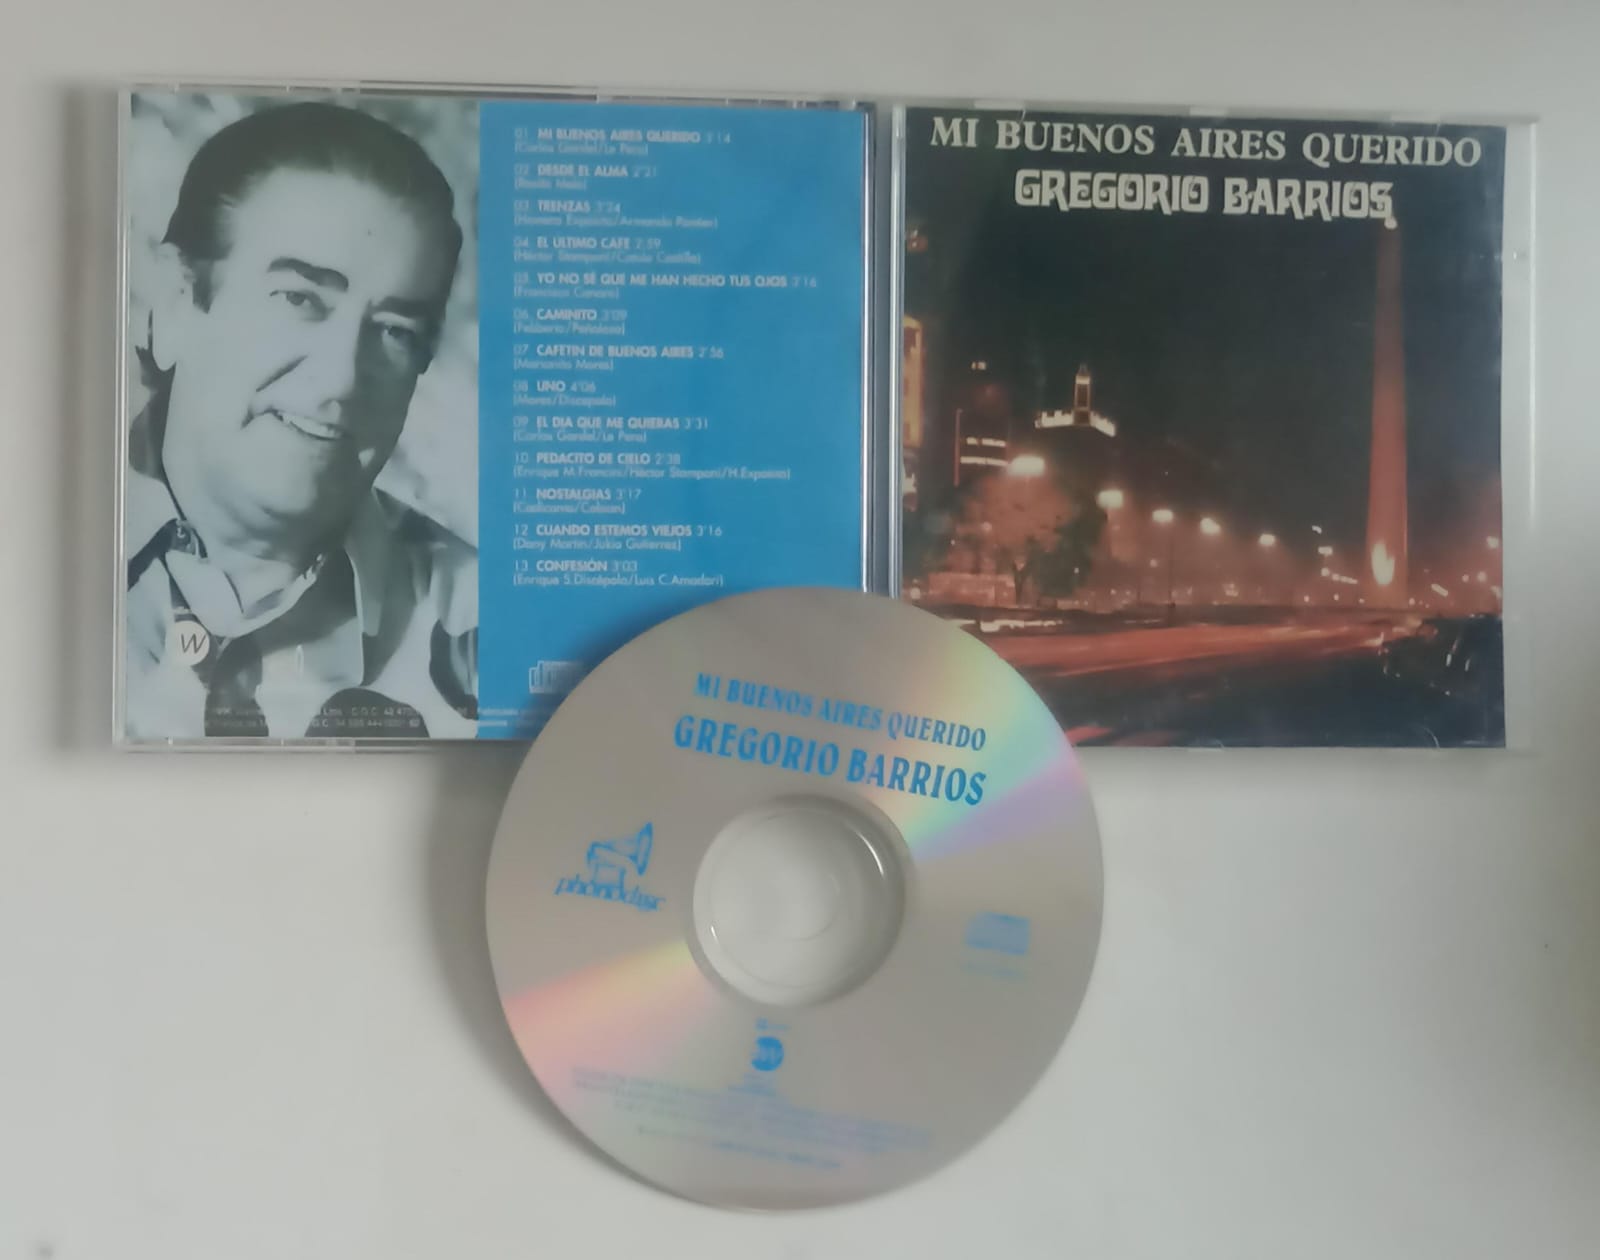 01. MI BUENOS AIRES QUERIDO 3'14
(Carlos Gardel/Le Pera)
02. DESDE EL ALMA 2'21
(Rosita Melo)
03. TRENZAS 3'24
(Homero Expósito/Armando Pontier)
04. EL ULTIMO CAFE 2'59
(Héctor Stamponi/Catulo Castillo)
05. YO NO SÉ QUE ME HAN HECHO TUS OJOS 3'16
(Francisco Canaro)
06. CAMINITO 3'09
(Feliberto/Peñaloza)
07. CAFETIN DE BUENOS AIRES 2'56
(Marianito Mores)
08. UNO 4'06
(Mores/Discepolo)
09. EL DIA QUE ME QUIERAS 3'31
(Carlos Gardel/Le Pera)
10. PEDACITO DE CIELO 2'38
(Enrique M.Francini/Héctor Stamponi/H.Exposito)
11. NOSTALGIAS 3'17
(Cadicamo/Cobian)
12. CUANDO ESTEMOS VIEJOS 3'16
(Dany Martin/Julio Gutierrez)
13. CONFESIÓN 3'03
(Enrique S.Discépolo/Luis C.Amadori)
W
MI BUENOS AIRES QUERIDO
GREGORIO BARRIOS
MI BUENOS AIRES QUERIDO
GREGORIO BARRIOS
phonodisc